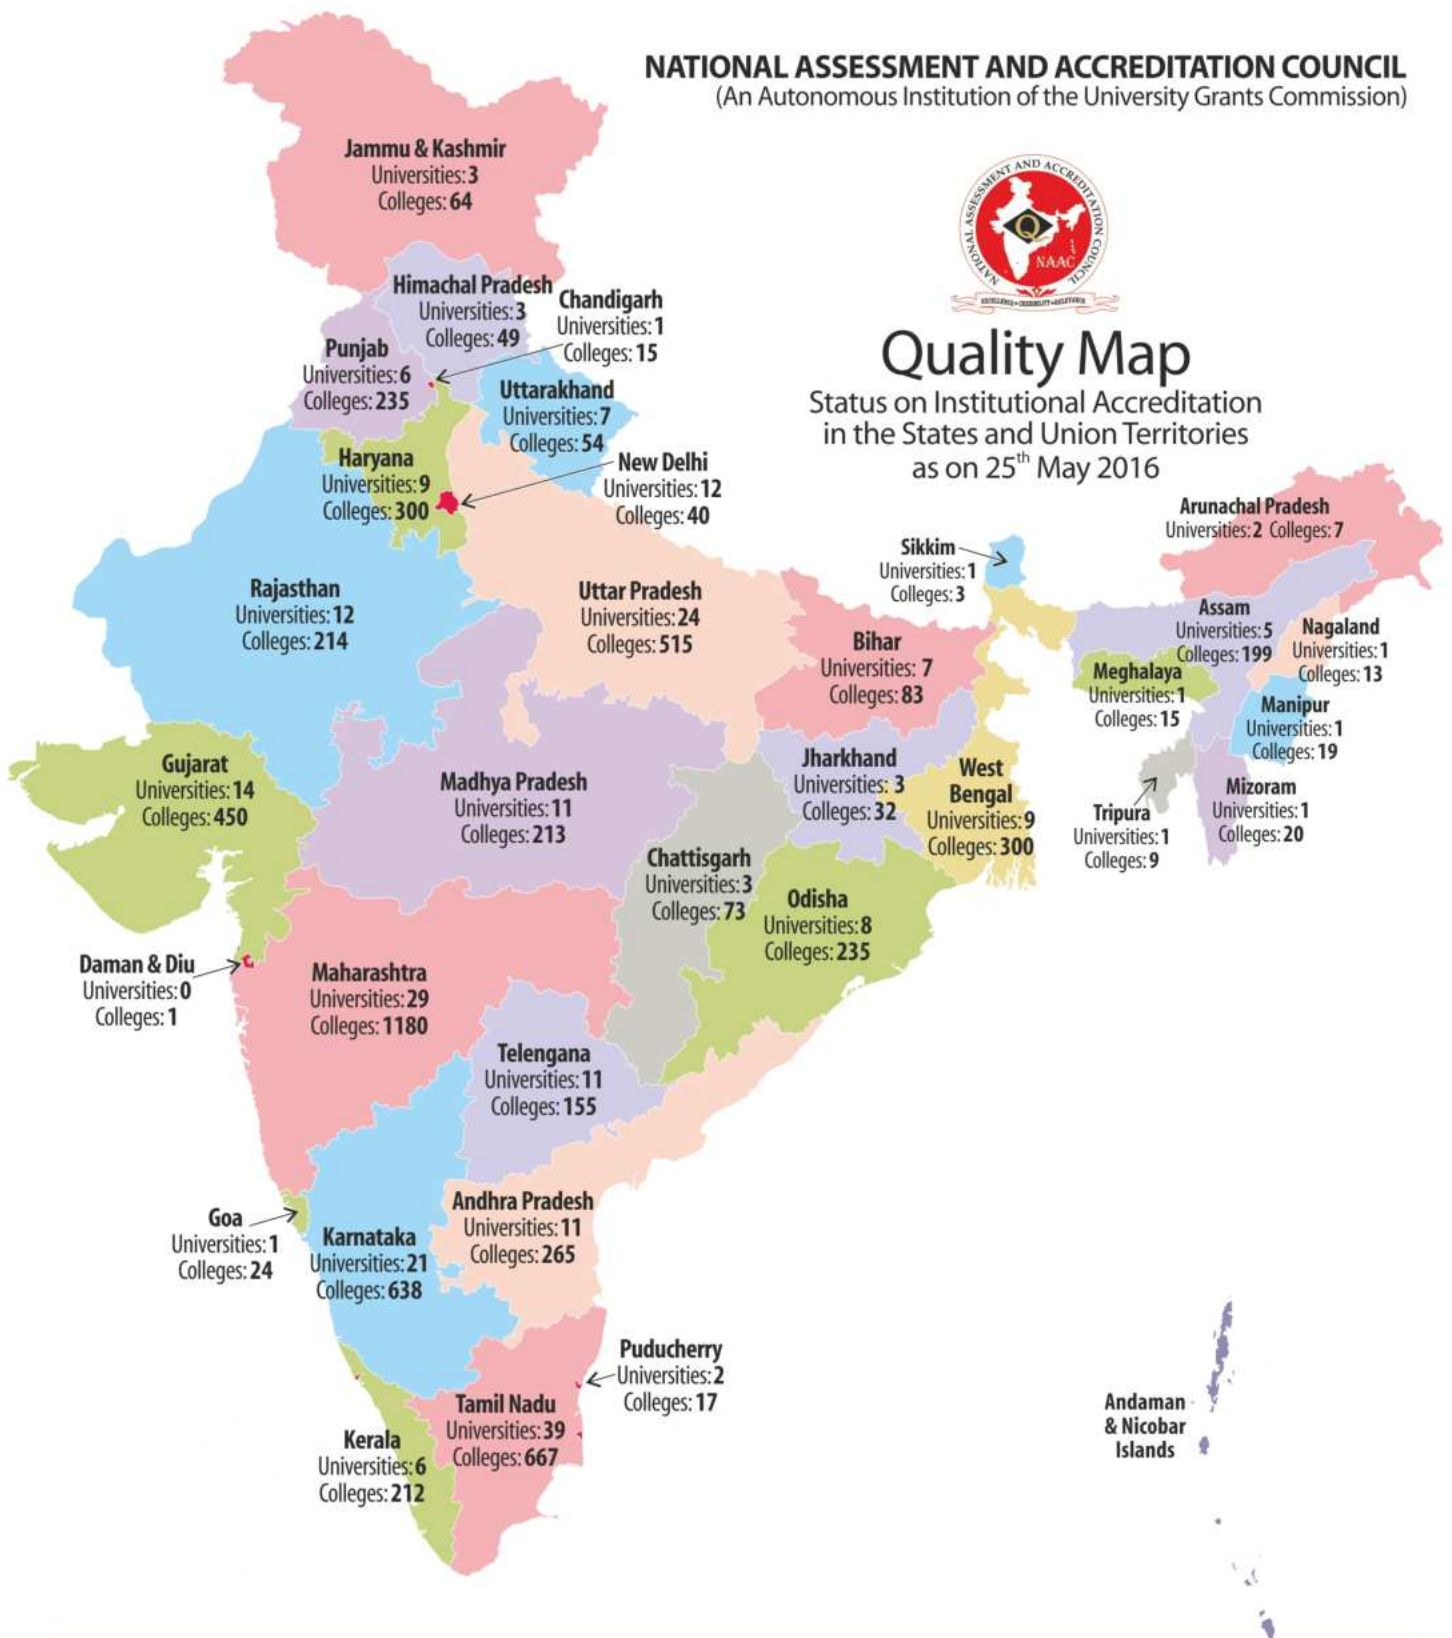 NATIONAL ASSESSMENT AND ACCREDITATION COUNCIL
(An Autonomous Institution of the University Grants Commission)
NATIONAL ASSESSMENT AND ACCREDITATION COUNCIL
Q
NAAC
EXCELLENCE • CREDIBILITY • RELEVANCE
Quality Map
Status on Institutional Accreditation
in the States and Union Territories
as on 25th May 2016
Jammu & Kashmir
Universities: 3
Colleges: 64
Himachal Pradesh
Universities: 3
Colleges: 49
Chandigarh
Universities: 1
Colleges: 15
Punjab
Universities: 6
Colleges: 235
Uttarakhand
Universities: 7
Colleges: 54
Haryana
Universities: 9
Colleges: 300
New Delhi
Universities: 12
Colleges: 40
Arunachal Pradesh
Universities: 2 Colleges: 7
Sikkim
Universities: 1
Colleges: 3
Rajasthan
Universities: 12
Colleges: 214
Uttar Pradesh
Universities: 24
Colleges: 515
Bihar
Universities: 7
Colleges: 83
Assam
Universities: 5
Colleges: 199
Nagaland
Universities: 1
Colleges: 13
Meghalaya
Universities: 1
Colleges: 15
Manipur
Universities: 1
Colleges: 19
Gujarat
Universities: 14
Colleges: 450
Madhya Pradesh
Universities: 11
Colleges: 213
Jharkhand
Universities: 3
Colleges: 32
West
Bengal
Universities: 9
Colleges: 300
Tripura
Universities: 1
Colleges: 9
Mizoram
Universities: 1
Colleges: 20
Chattisgarh
Universities: 3
Colleges: 73
Odisha
Universities: 8
Colleges: 235
Daman & Diu
Universities: 0
Colleges: 1
Maharashtra
Universities: 29
Colleges: 1180
Telengana
Universities: 11
Colleges: 155
Goa
Universities: 1
Colleges: 24
Karnataka
Universities: 21
Colleges: 638
Andhra Pradesh
Universities: 11
Colleges: 265
Puducherry
Universities: 2
Colleges: 17
Tamil Nadu
Universities: 39
Colleges: 667
Kerala
Universities: 6
Colleges: 212
Andaman
& Nicobar
Islands